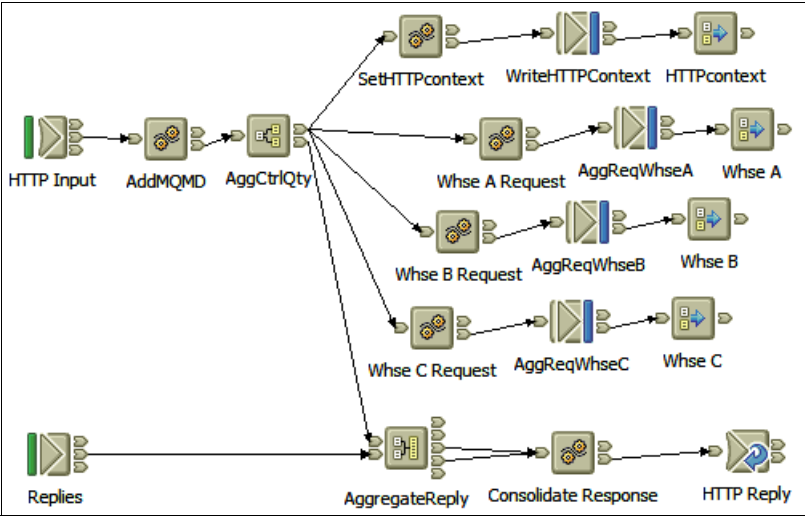 SetHTTPcontext
WriteHTTPContext
HTTPcontext
HTTP Input
AddMQMD
AggCtrlQty
Whse A Request
AggReqWhseA
Whse A
Whse B Request
AggReqWhseB
Whse B
Whse C Request
AggReqWhseC
Whse C
Replies
AggregateReply
Consolidate Response
HTTP Reply